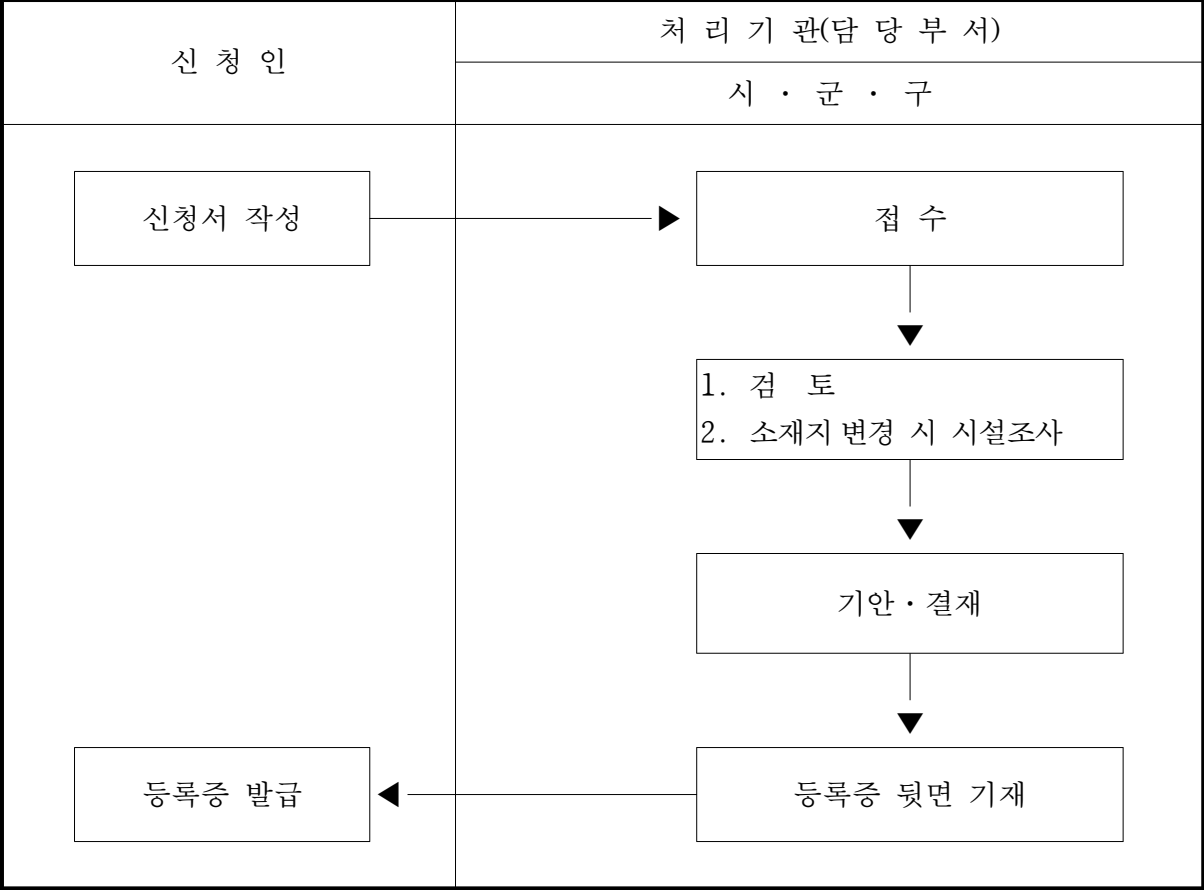 신 청 인
처 리 기 관(담 당 부 서)
시 · 군 · 구
신청서 작성
접 수
1. 검 토
2. 소재지 변경 시 시설조사
기안·결재
등록증 발급
등록증 뒷면 기재